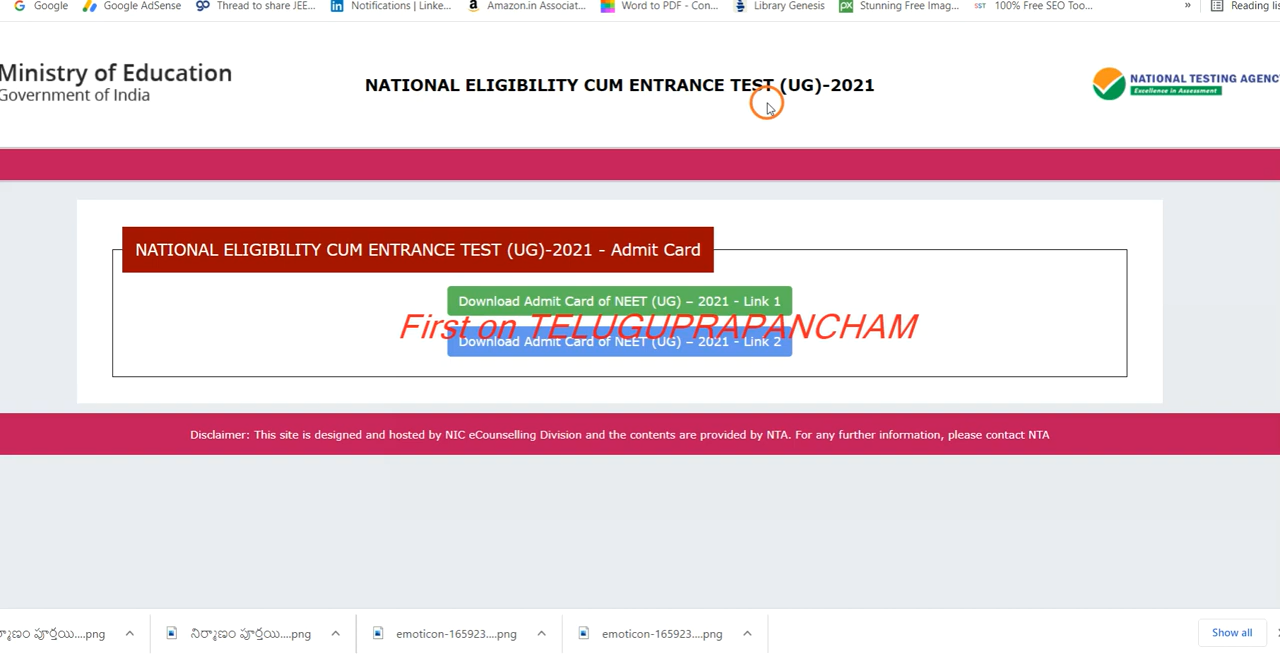 Google Google AdSense Thread to share JEE... Notifications | Linke... Amazon.in Associat... Word to PDF - Con... Library Genesis Stunning Free Imag... 100% Free SEO Too... » Reading lis
Ministry of Education
Government of India
NATIONAL ELIGIBILITY CUM ENTRANCE TEST (UG)-2021
NATIONAL TESTING AGENC
Excellence in Assessment
NATIONAL ELIGIBILITY CUM ENTRANCE TEST (UG)-2021 - Admit Card
Download Admit Card of NEET (UG) – 2021 - Link 1
First on TELUGUPRAPANCHAM
Download Admit Card of NEET (UG) – 2021 - Link 2
Disclaimer: This site is designed and hosted by NIC eCounselling Division and the contents are provided by NTA. For any further information, please contact NTA
ర్మాణం పూర్తయి....png నిర్మాణం పూర్తయి....png emoticon-165923....png emoticon-165923....png Show all